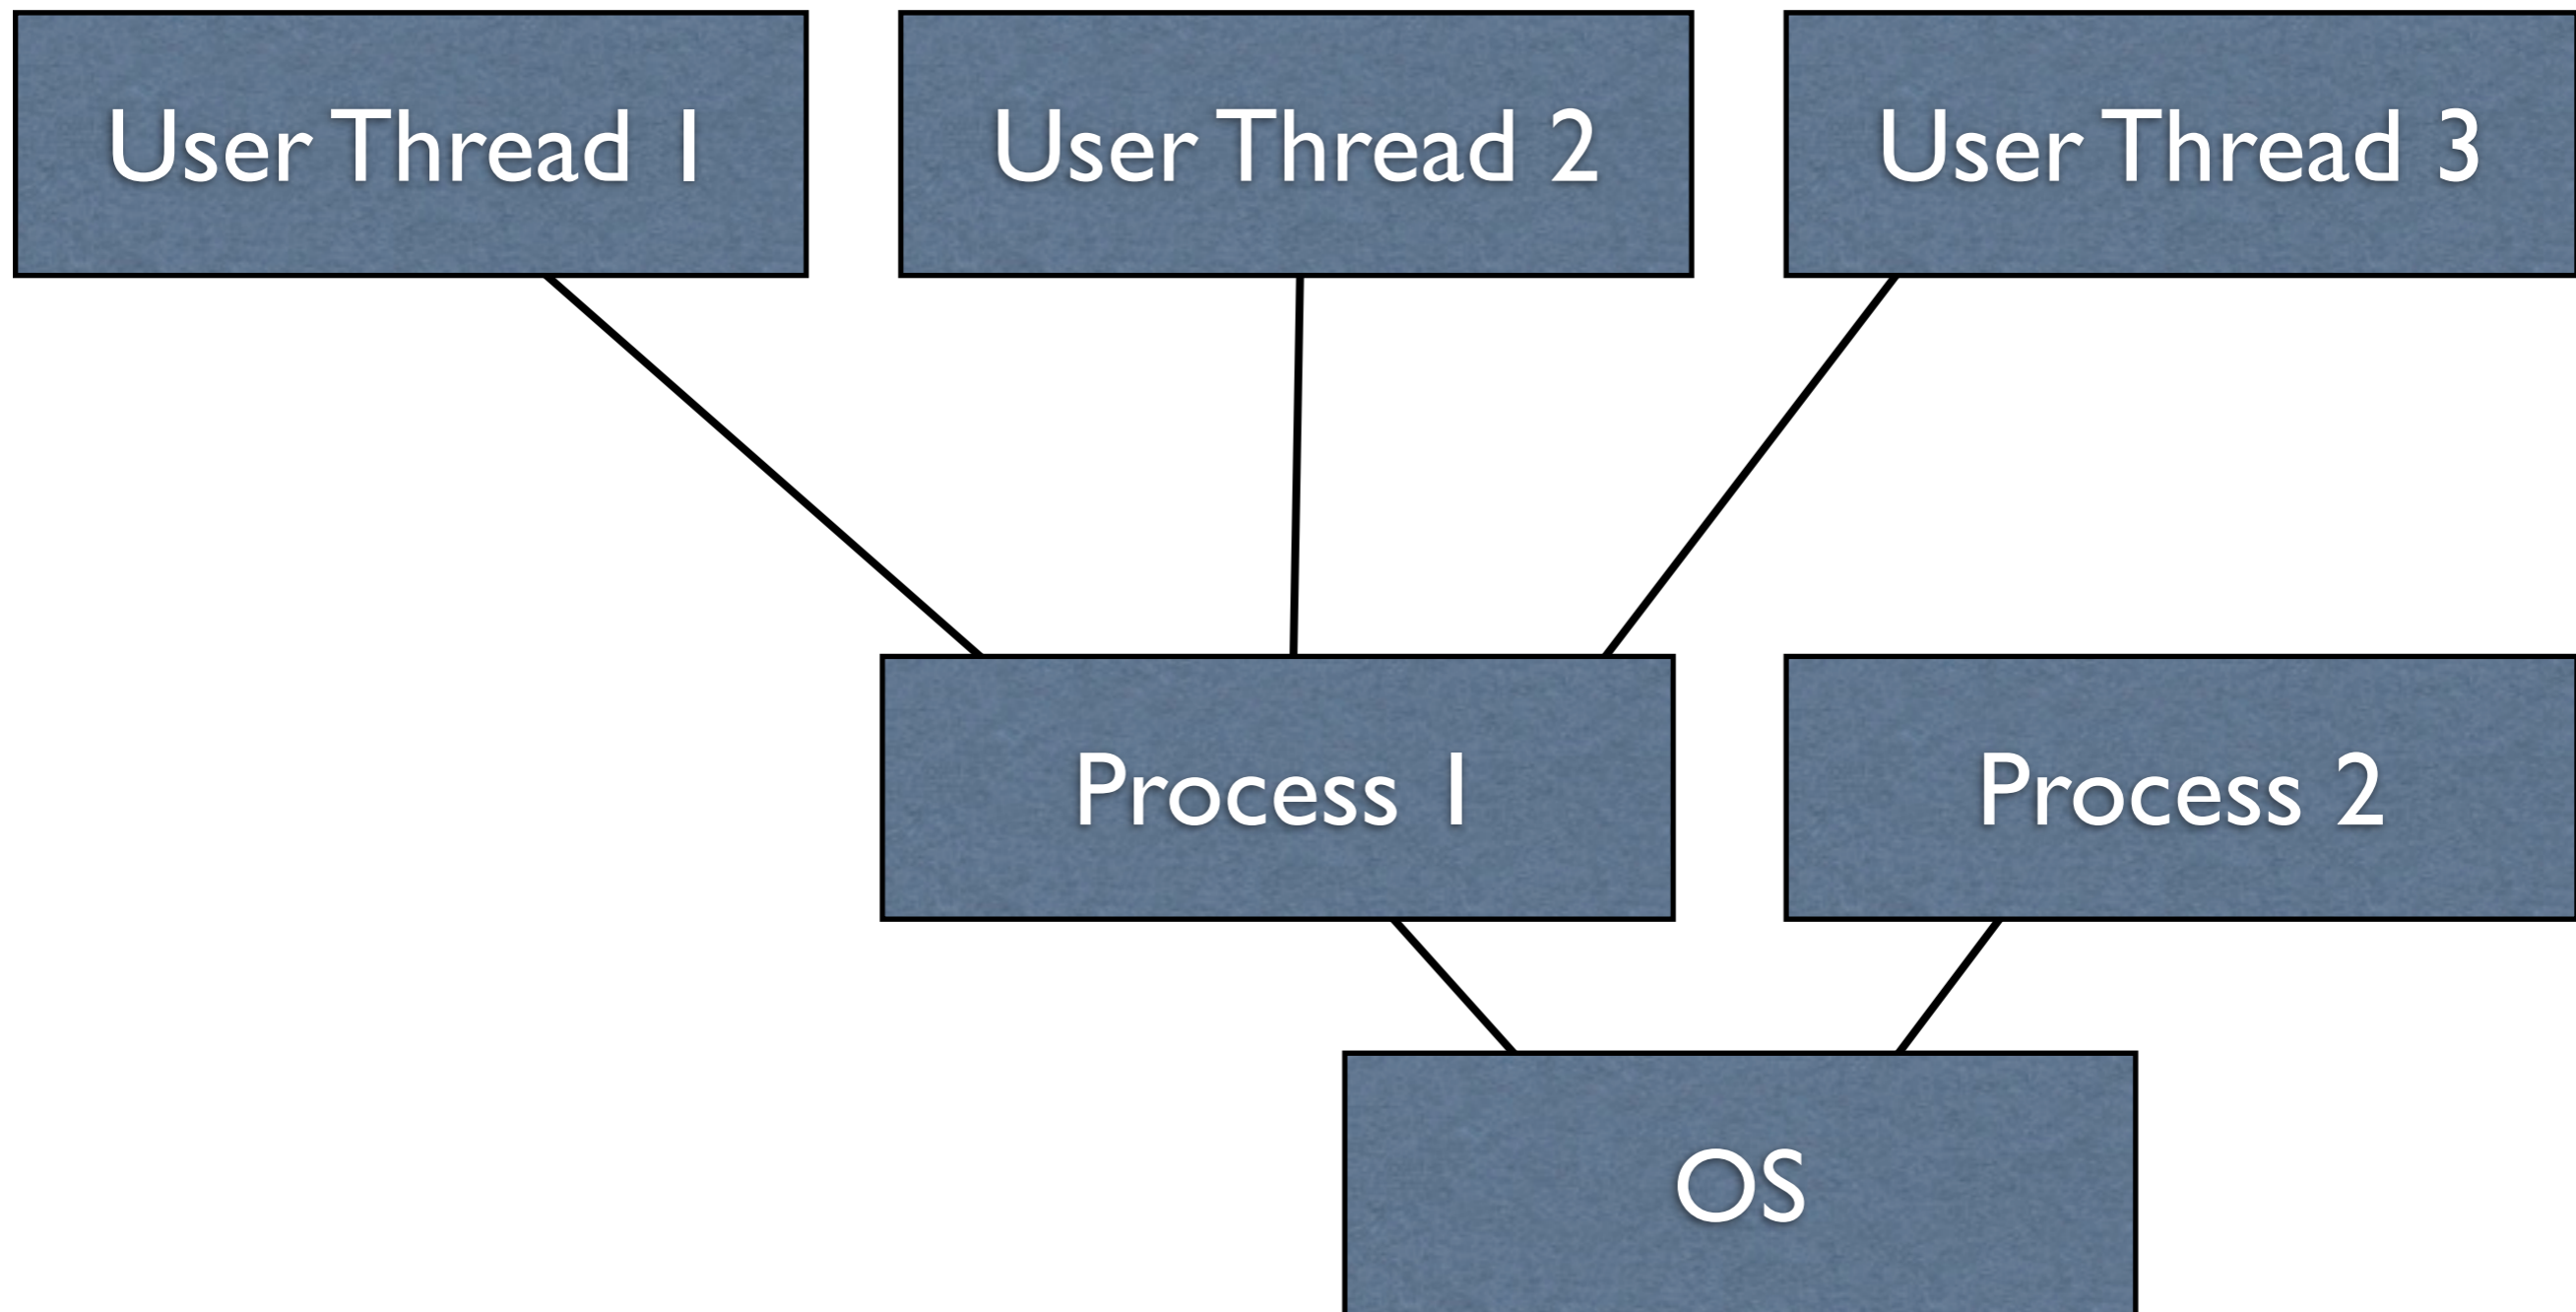 User Thread 1
User Thread 2
User Thread 3
Process 1
Process 2
OS